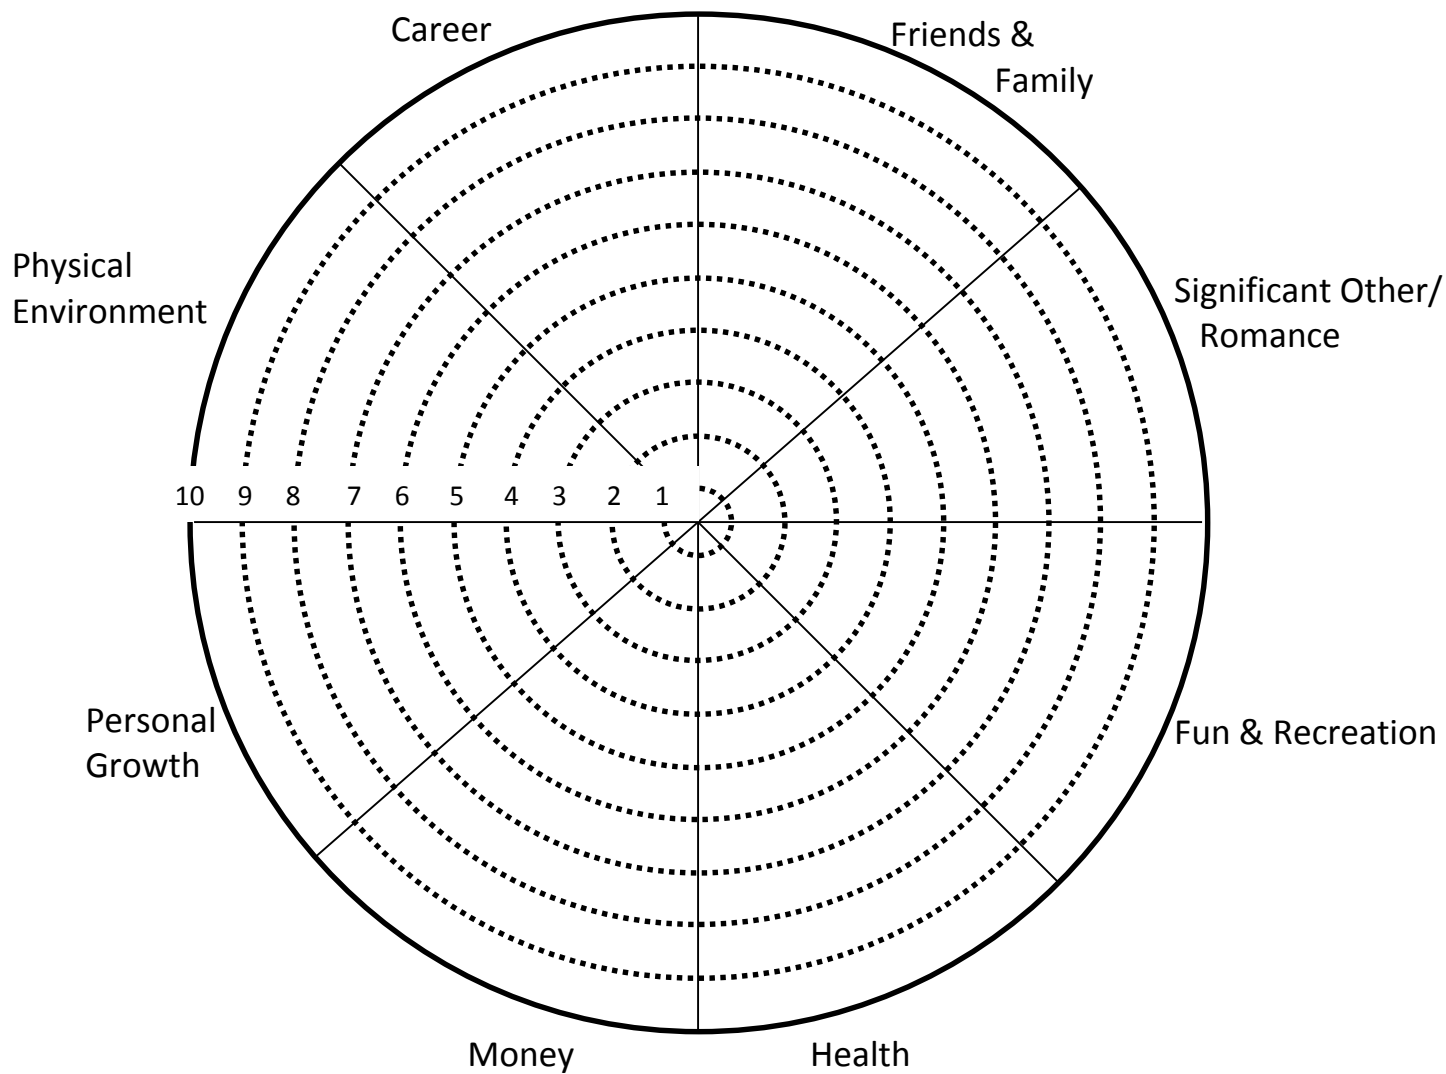 Career
Friends &
Family
Physical
Environment
Significant Other/
Romance
10 9 8 7 6 5 4 3 2 1
Personal
Growth
Fun & Recreation
Money
Health